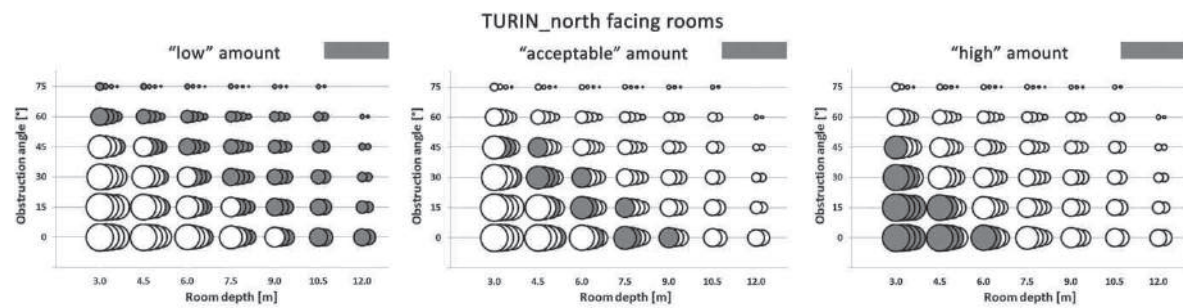 TURIN_north facing rooms
“low” amount
“acceptable” amount
“high” amount
Obstruction angle [°]
75
60
45
30
15
0
3.0 4.5 6.0 7.5 9.0 10.5 12.0
Room depth [m]
Obstruction angle [°]
75
60
45
30
15
0
3.0 4.5 6.0 7.5 9.0 10.5 12.0
Room depth [m]
Obstruction angle [°]
75
60
45
30
15
0
3.0 4.5 6.0 7.5 9.0 10.5 12.0
Room depth [m]